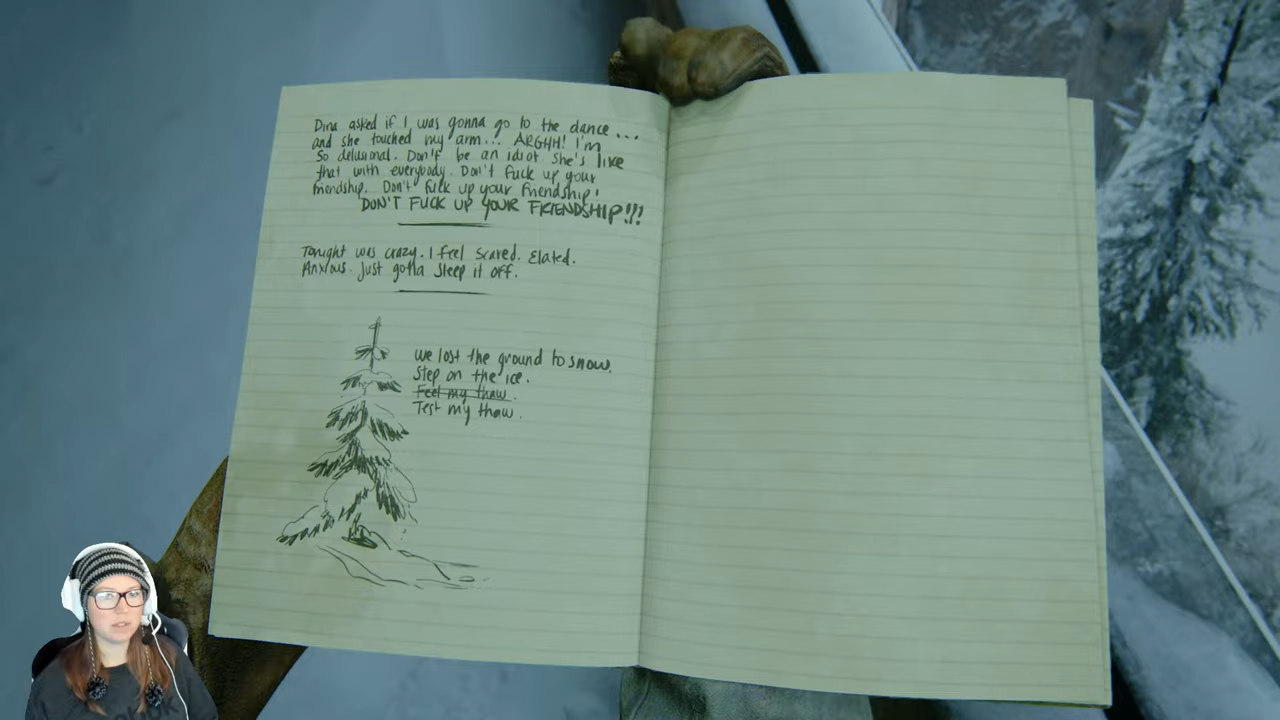 Dina asked if I was gonna go to the dance...
and she touched my arm... ARGHH! I'm
so delusional. Don't be an idiot she's like
that with everybody. Don't fuck up your
friendship. Don't fuck up your friendship!
DON'T FUCK UP YOUR FRIENDSHIP!!!
Tonight was crazy. I feel scared. Elated.
Anxious. Just gotta sleep it off.
We lost the ground to snow.
Step on the ice.
Feel my thaw.
Test my thaw.